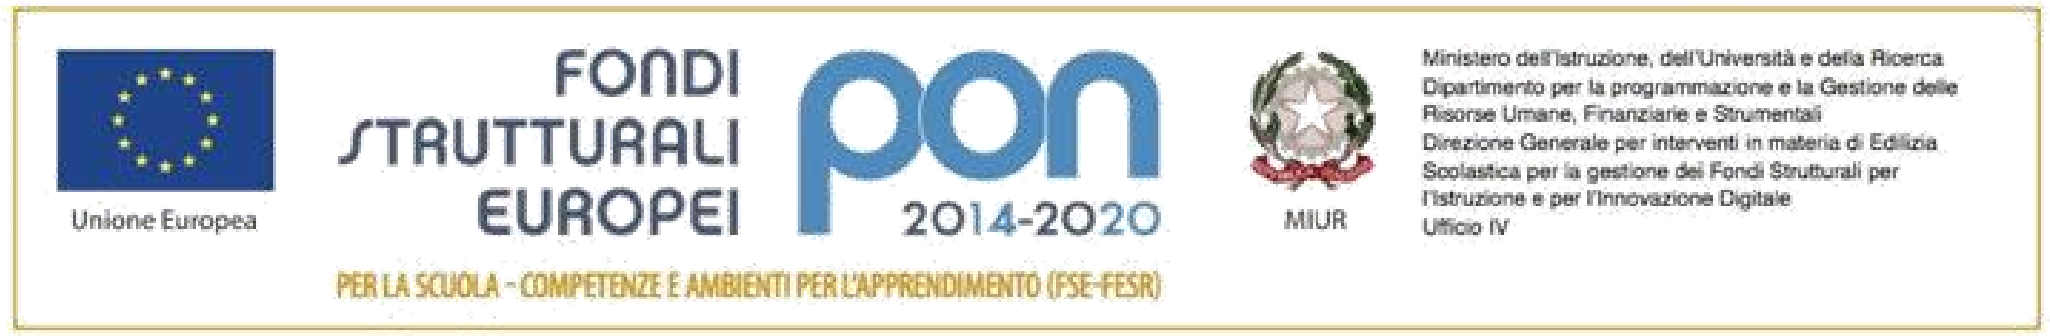 Unione Europea
FONDI
STRUTTURALI
EUROPEI
pon
2014-2020
PER LA SCUOLA - COMPETENZE E AMBIENTI PER L'APPRENDIMENTO (FSE-FESR)
MIUR
Ministero dell'Istruzione, dell'Università e della Ricerca
Dipartimento per la programmazione e la Gestione delle
Risorse Umane, Finanziarie e Strumentali
Direzione Generale per interventi in materia di Edilizia
Scolastica per la gestione dei Fondi Strutturali per
l'Istruzione e per l'Innovazione Digitale
Ufficio IV